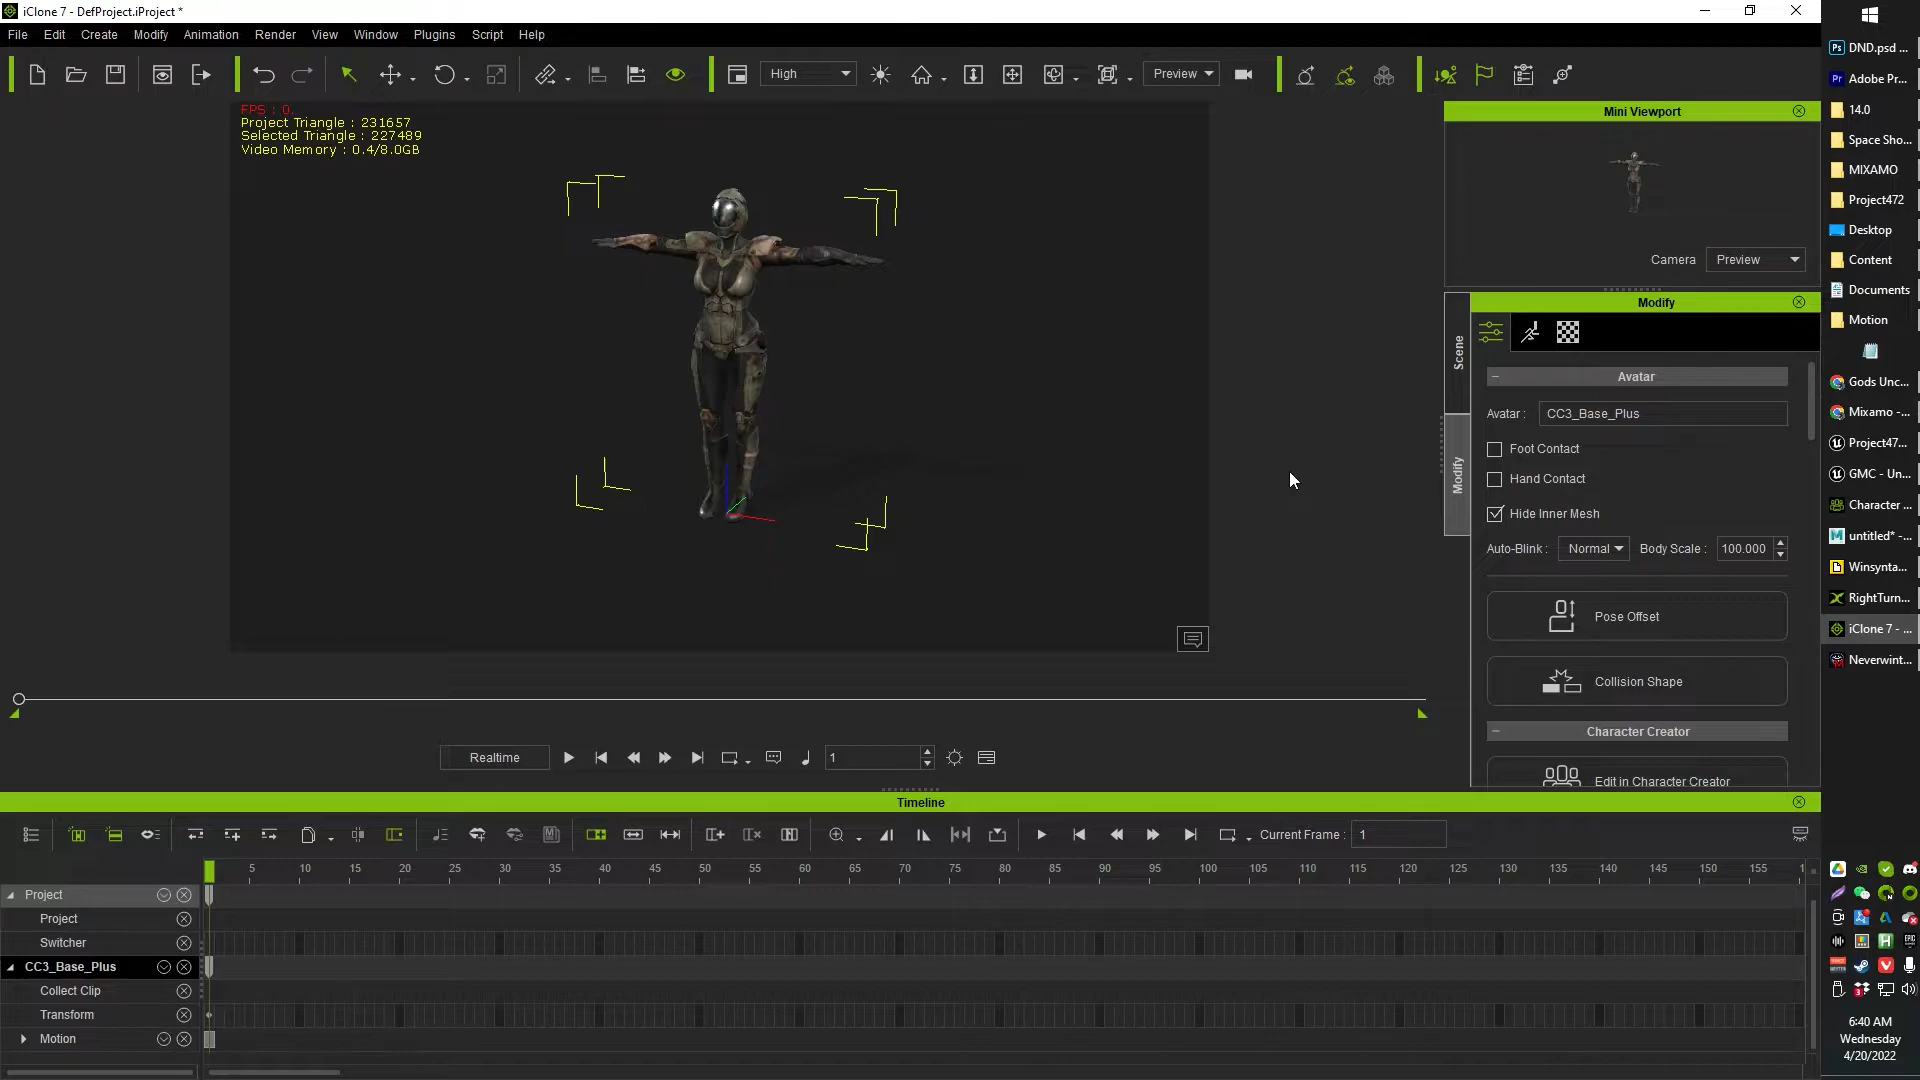 iClone 7 - DefProject.iProject *
File Edit Create Modify Animation Render View Window Plugins Script Help
High
Preview
FPS : 0.
Project Triangle : 231657
Selected Triangle : 227489
Video Memory : 0.4/8.0GB
Mini Viewport
Camera Preview
Modify
Scene
Modify
Avatar
Avatar : CC3_Base_Plus
Foot Contact
Hand Contact
Hide Inner Mesh
Auto-Blink : Normal Body Scale : 100.000
Pose Offset
Collision Shape
Character Creator
Edit in Character Creator
Realtime 1
Timeline
Current Frame : 1
5 10 15 20 25 30 35 40 45 50 55 60 65 70 75 80 85 90 95 100 105 110 115 120 125 130 135 140 145 150 155 1
Project
Project
Switcher
CC3_Base_Plus
Collect Clip
Transform
Motion
DND.psd ...
Adobe Pr...
14.0
Space Sho...
MIXAMO
Project472
Desktop
Content
Documents
Motion
Gods Unc...
Mixamo -...
Project47...
GMC - Un...
Character ...
untitled* -...
Winsynta...
RightTurn...
iClone 7 - ...
Neverwint...
6:40 AM
Wednesday
4/20/2022